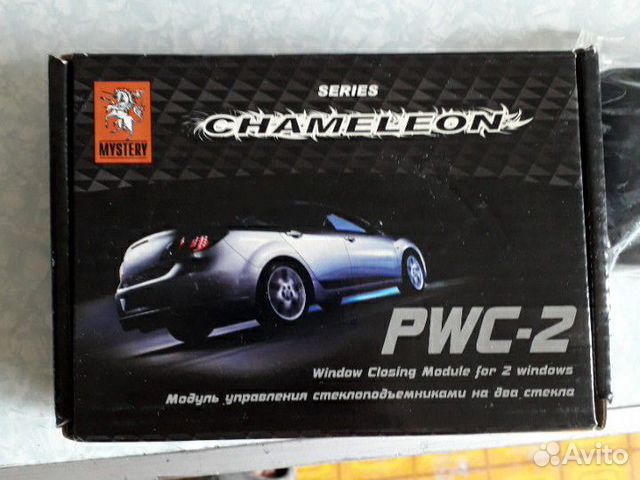 SERIES
CHAMELEON
MYSTERY
PWC-2
Window Closing Module for 2 windows
Модуль управления стеклоподъемниками на два стекла
Avito